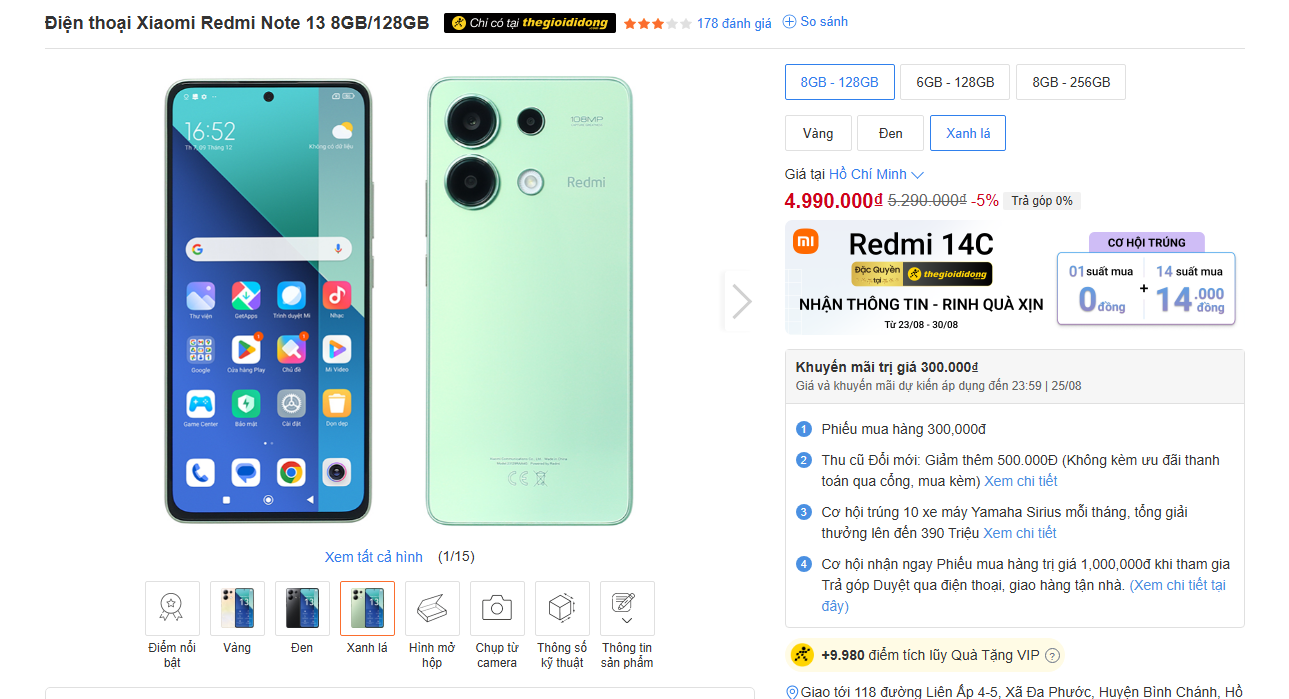 Điện thoại Xiaomi Redmi Note 13 8GB/128GB
Chỉ có tại thegioididong
178 đánh giá
So sánh
16:52
Th 7, 09 Tháng 12
Không có dữ liệu
Thư viện
GetApps
Trình duyệt Mi
Nhạc
Google
Cửa hàng Play
Chủ đề
Mi Video
Game Center
Bảo mật
Cài đặt
Dọn dẹp
108MP
Redmi
Xem tất cả hình (1/15)
Điểm nổi bật
Vàng
Đen
Xanh lá
Hình mở hộp
Chụp từ camera
Thông số kỹ thuật
Thông tin sản phẩm
8GB - 128GB
6GB - 128GB
8GB - 256GB
Vàng
Đen
Xanh lá
Giá tại Hồ Chí Minh
4.990.000₫ 5.290.000₫ -5% Trả góp 0%
mi
Redmi 14C
Đặc Quyền tại thegioididong
NHẬN THÔNG TIN - RINH QUÀ XỊN
Từ 23/08 - 30/08
CƠ HỘI TRÚNG
01 suất mua
0 đồng
+
14 suất mua
14.000 đồng
Khuyến mãi trị giá 300.000₫
Giá và khuyến mãi dự kiến áp dụng đến 23:59 | 25/08
1 Phiếu mua hàng 300,000đ
2 Thu cũ Đổi mới: Giảm thêm 500.000Đ (Không kèm ưu đãi thanh
toán qua cổng, mua kèm) Xem chi tiết
3 Cơ hội trúng 10 xe máy Yamaha Sirius mỗi tháng, tổng giải
thưởng lên đến 390 Triệu Xem chi tiết
4 Cơ hội nhận ngay Phiếu mua hàng trị giá 1,000,000đ khi tham gia
Trả góp Duyệt qua điện thoại, giao hàng tận nhà. (Xem chi tiết tại
đây)
+9.980 điểm tích lũy Quà Tặng VIP ?
Giao tới 118 đường Liên Ấp 4-5, Xã Đa Phước, Huyện Bình Chánh, Hồ